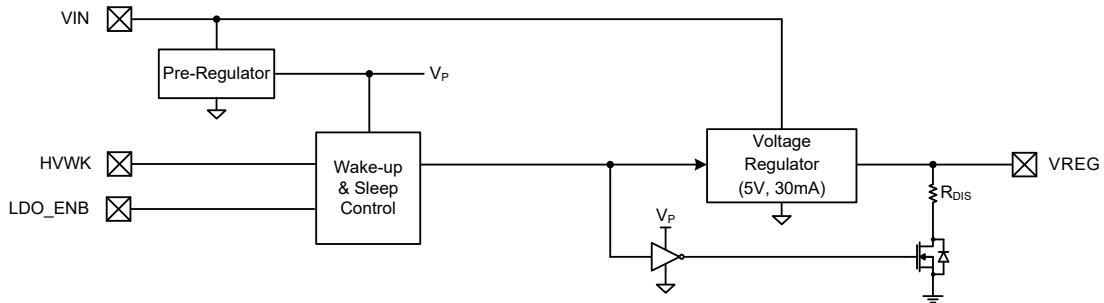 VIN
Pre-Regulator
VP
HVWK
Wake-up
& Sleep
Control
LDO_ENB
Voltage
Regulator
(5V, 30mA)
VREG
RDIS
VP